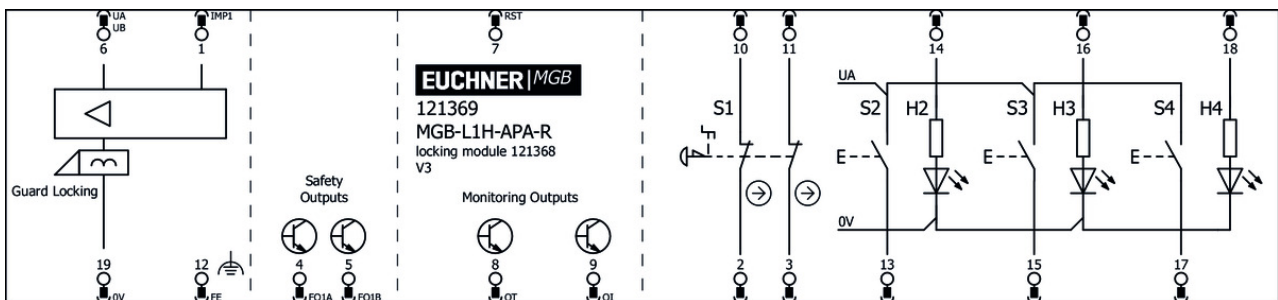 UA
UB
IMP1
RST
6
1
7
10
11
14
16
18
EUCHNER MGB
121369
MGB-L1H-APA-R
locking module 121368
V3
UA
S1
S2
H2
S3
H3
S4
H4
E
E
E
Guard Locking
Safety
Outputs
Monitoring Outputs
0V
19
12
4
5
8
9
2
3
13
15
17
0V
FE
FO1A
FO1B
OT
OI